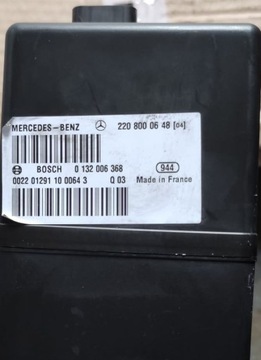 MERCEDES-BENZ 220 800 06 48 [04]
BOSCH 0 132 006 368 944
0022 01291 10 0064 3 Q 03 Made in France